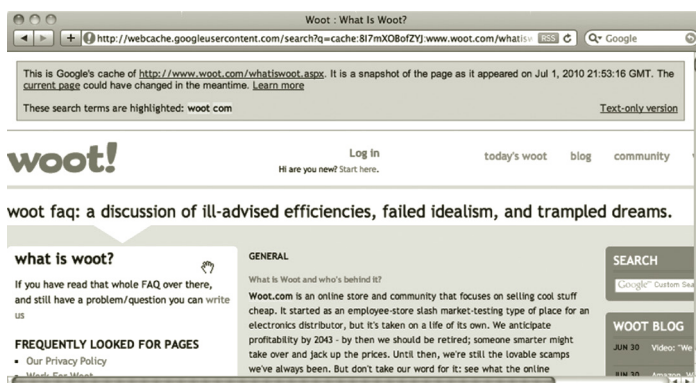 Woot : What Is Woot?
http://webcache.googleusercontent.com/search?q=cache:8I7mXOBofZYJ:www.woot.com/whatisw RSS Google
This is Google's cache of http://www.woot.com/whatiswoot.aspx. It is a snapshot of the page as it appeared on Jul 1, 2010 21:53:16 GMT. The
current page could have changed in the meantime. Learn more
These search terms are highlighted: woot com Text-only version
woot!
Log in
Hi are you new? Start here.
today's woot blog community
woot faq: a discussion of ill-advised efficiencies, failed idealism, and trampled dreams.
what is woot?
If you have read that whole FAQ over there,
and still have a problem/question you can write
us
FREQUENTLY LOOKED FOR PAGES
Our Privacy Policy
Work For Woot
GENERAL
What is Woot and who's behind it?
Woot.com is an online store and community that focuses on selling cool stuff
cheap. It started as an employee-store slash market-testing type of place for an
electronics distributor, but it's taken on a life of its own. We anticipate
profitability by 2043 – by then we should be retired; someone smarter might
take over and jack up the prices. Until then, we're still the lovable scamps
we've always been. But don't take our word for it: see what the online
SEARCH
Google™ Custom Sea
WOOT BLOG
JUN 30 Video: "We
JUN 30 Amazon, W